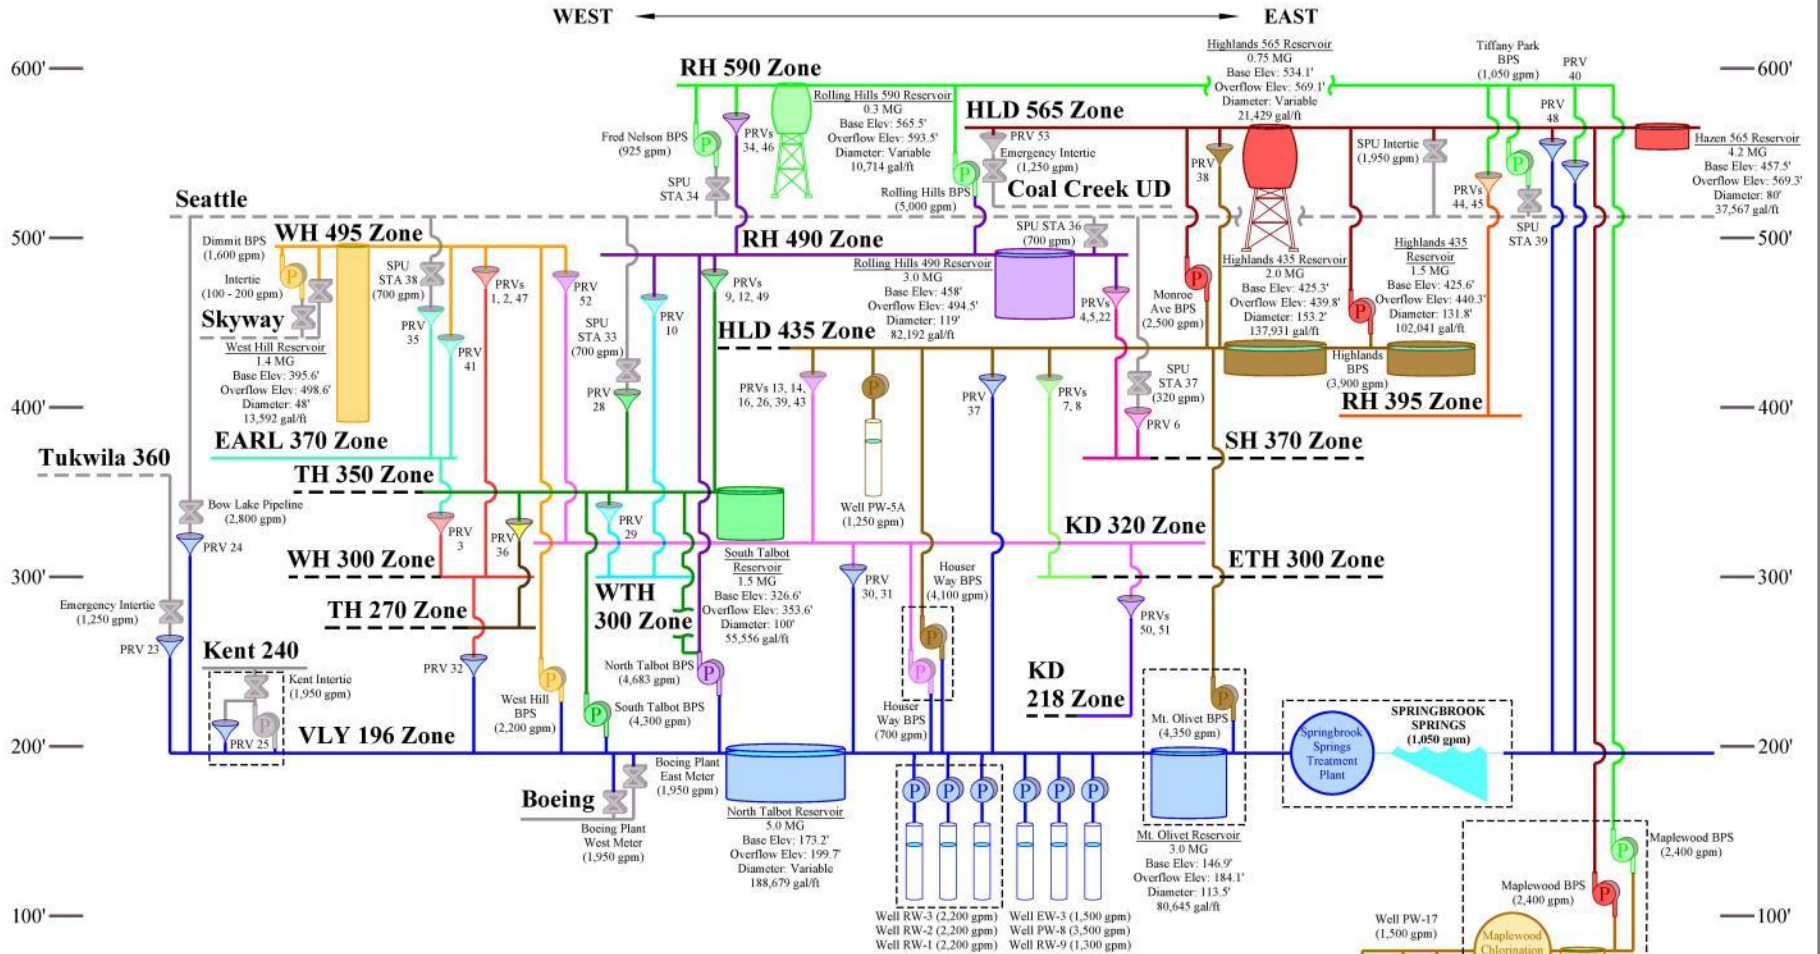 WEST
EAST
600'
500'
400'
300'
200'
100'
600'
500'
400'
300'
200'
100'
RH 590 Zone
Fred Nelson BPS
(925 gpm)
P
PRVs
34, 46
SPU
STA 34
Rolling Hills 590 Reservoir
0.3 MG
Base Elev: 565.5'
Overflow Elev: 593.5'
Diameter: Variable
10,714 gal/ft
Rolling Hills BPS
(5,000 gpm)
P
HLD 565 Zone
PRV 53
Emergency Intertie
(1,250 gpm)
Coal Creek UD
Highlands 565 Reservoir
0.75 MG
Base Elev: 534.1'
Overflow Elev: 569.1'
Diameter: Variable
21,429 gal/ft
PRV
38
SPU Intertie
(1,950 gpm)
Tiffany Park
BPS
(1,050 gpm)
P
PRV
40
PRV
48
PRVs
44, 45
SPU
STA 39
Hazen 565 Reservoir
4.2 MG
Base Elev: 457.5'
Overflow Elev: 569.3'
Diameter: 80'
37,567 gal/ft
Seattle
WH 495 Zone
Dimmit BPS
(1,600 gpm)
P
Intertie
(100 - 200 gpm)
Skyway
West Hill Reservoir
1.4 MG
Base Elev: 395.6'
Overflow Elev: 498.6'
Diameter: 48'
13,592 gal/ft
SPU
STA 38
(700 gpm)
PRV
35
PRV
41
PRVs
1, 2, 47
PRV
52
SPU
STA 33
(700 gpm)
PRV
28
RH 490 Zone
PRV
10
PRVs
9, 12, 49
Rolling Hills 490 Reservoir
3.0 MG
Base Elev: 458'
Overflow Elev: 494.5'
Diameter: 119'
82,192 gal/ft
SPU STA 36
(700 gpm)
PRVs
4,5,22
Monroe
Ave BPS
(2,500 gpm)
P
Highlands 435 Reservoir
2.0 MG
Base Elev: 425.3'
Overflow Elev: 439.8'
Diameter: 153.2'
137,931 gal/ft
Highlands 435
Reservoir
1.5 MG
Base Elev: 425.6'
Overflow Elev: 440.3'
Diameter: 131.8'
102,041 gal/ft
P
Highlands
BPS
(3,900 gpm)
HLD 435 Zone
PRVs 13, 14,
16, 26, 39, 43
P
Well PW-5A
(1,250 gpm)
PRV
37
PRVs
7, 8
SPU
STA 37
(320 gpm)
PRV 6
RH 395 Zone
EARL 370 Zone
SH 370 Zone
Tukwila 360
TH 350 Zone
Bow Lake Pipeline
(2,800 gpm)
PRV 24
PRV
3
PRV
36
PRV
29
South Talbot
Reservoir
1.5 MG
Base Elev: 326.6'
Overflow Elev: 353.6'
Diameter: 100'
55,556 gal/ft
KD 320 Zone
WH 300 Zone
WTH
300 Zone
ETH 300 Zone
PRV
30, 31
Houser
Way BPS
(4,100 gpm)
P
P
Houser
Way BPS
(700 gpm)
PRVs
50, 51
Emergency Intertie
(1,250 gpm)
PRV 23
TH 270 Zone
Kent 240
Kent Intertie
(1,950 gpm)
P
PRV 25
PRV 32
West Hill
BPS
(2,200 gpm)
P
South Talbot BPS
(4,300 gpm)
P
North Talbot BPS
(4,683 gpm)
P
KD
218 Zone
Mt. Olivet BPS
(4,350 gpm)
P
VLY 196 Zone
Boeing
Boeing Plant
East Meter
(1,950 gpm)
Boeing Plant
West Meter
(1,950 gpm)
North Talbot Reservoir
5.0 MG
Base Elev: 173.2'
Overflow Elev: 199.7'
Diameter: Variable
188,679 gal/ft
P P P P P P
Well RW-3 (2,200 gpm)
Well RW-2 (2,200 gpm)
Well RW-1 (2,200 gpm)
Well EW-3 (1,500 gpm)
Well PW-8 (3,500 gpm)
Well RW-9 (1,300 gpm)
Mt. Olivet Reservoir
3.0 MG
Base Elev: 146.9'
Overflow Elev: 184.1'
Diameter: 113.5'
80,645 gal/ft
Springbrook
Springs
Treatment
Plant
SPRINGBROOK
SPRINGS
(1,050 gpm)
Maplewood BPS
(2,400 gpm)
P
Maplewood BPS
(2,400 gpm)
P
Well PW-17
(1,500 gpm)
Maplewood
Chlorination